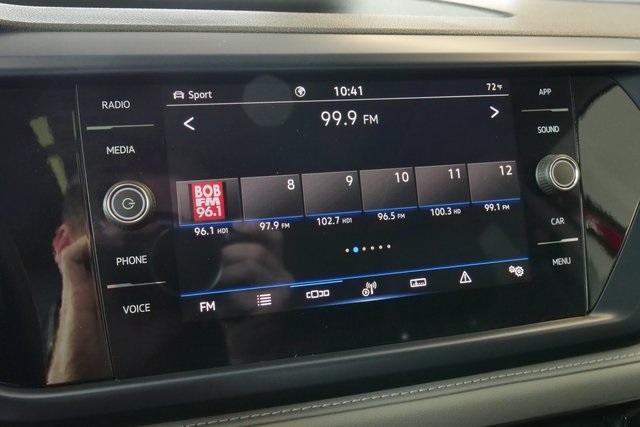 RADIO
MEDIA
PHONE
VOICE
Sport 10:41 72°F
99.9 FM
BOB
FM
96.1
8 9 10 11 12
96.1 HD1 97.9 FM 102.7 HD1 96.5 FM 100.3 HD 99.1 FM
FM
APP
SOUND
CAR
MENU